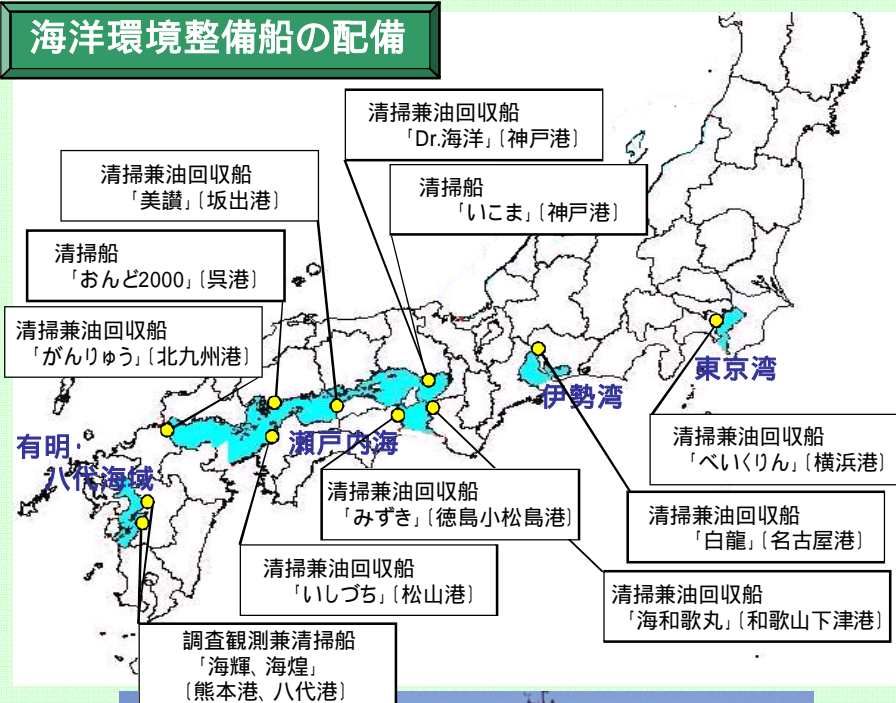 海洋環境整備船の配備
清掃兼油回収船
「Dr.海洋」〔神戸港〕
清掃兼油回収船
「美讃」〔坂出港〕
清掃船
「いこま」〔神戸港〕
清掃船
「おんど2000」〔呉港〕
清掃兼油回収船
「がんりゅう」〔北九州港〕
東京湾
伊勢湾
瀬戸内海
有明・
八代海域
清掃兼油回収船
「べいくりん」〔横浜港〕
清掃兼油回収船
「みずき」〔徳島小松島港〕
清掃兼油回収船
「白龍」〔名古屋港〕
清掃兼油回収船
「いしづち」〔松山港〕
清掃兼油回収船
「海和歌丸」〔和歌山下津港〕
調査観測兼清掃船
「海輝、海煌」
〔熊本港、八代港〕